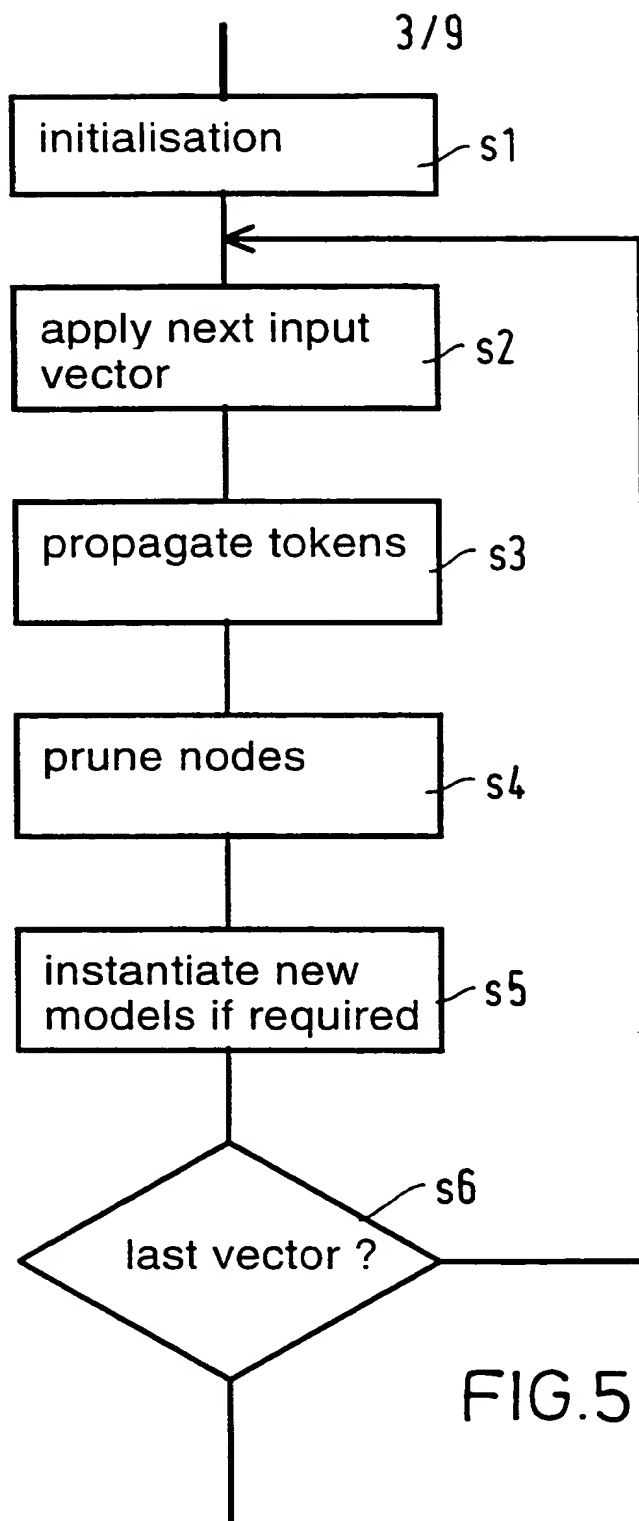 3/9
initialisation
s1
apply next input
vector
s2
propagate tokens
s3
prune nodes
s4
instantiate new
models if required
s5
s6
last vector ?
FIG.5